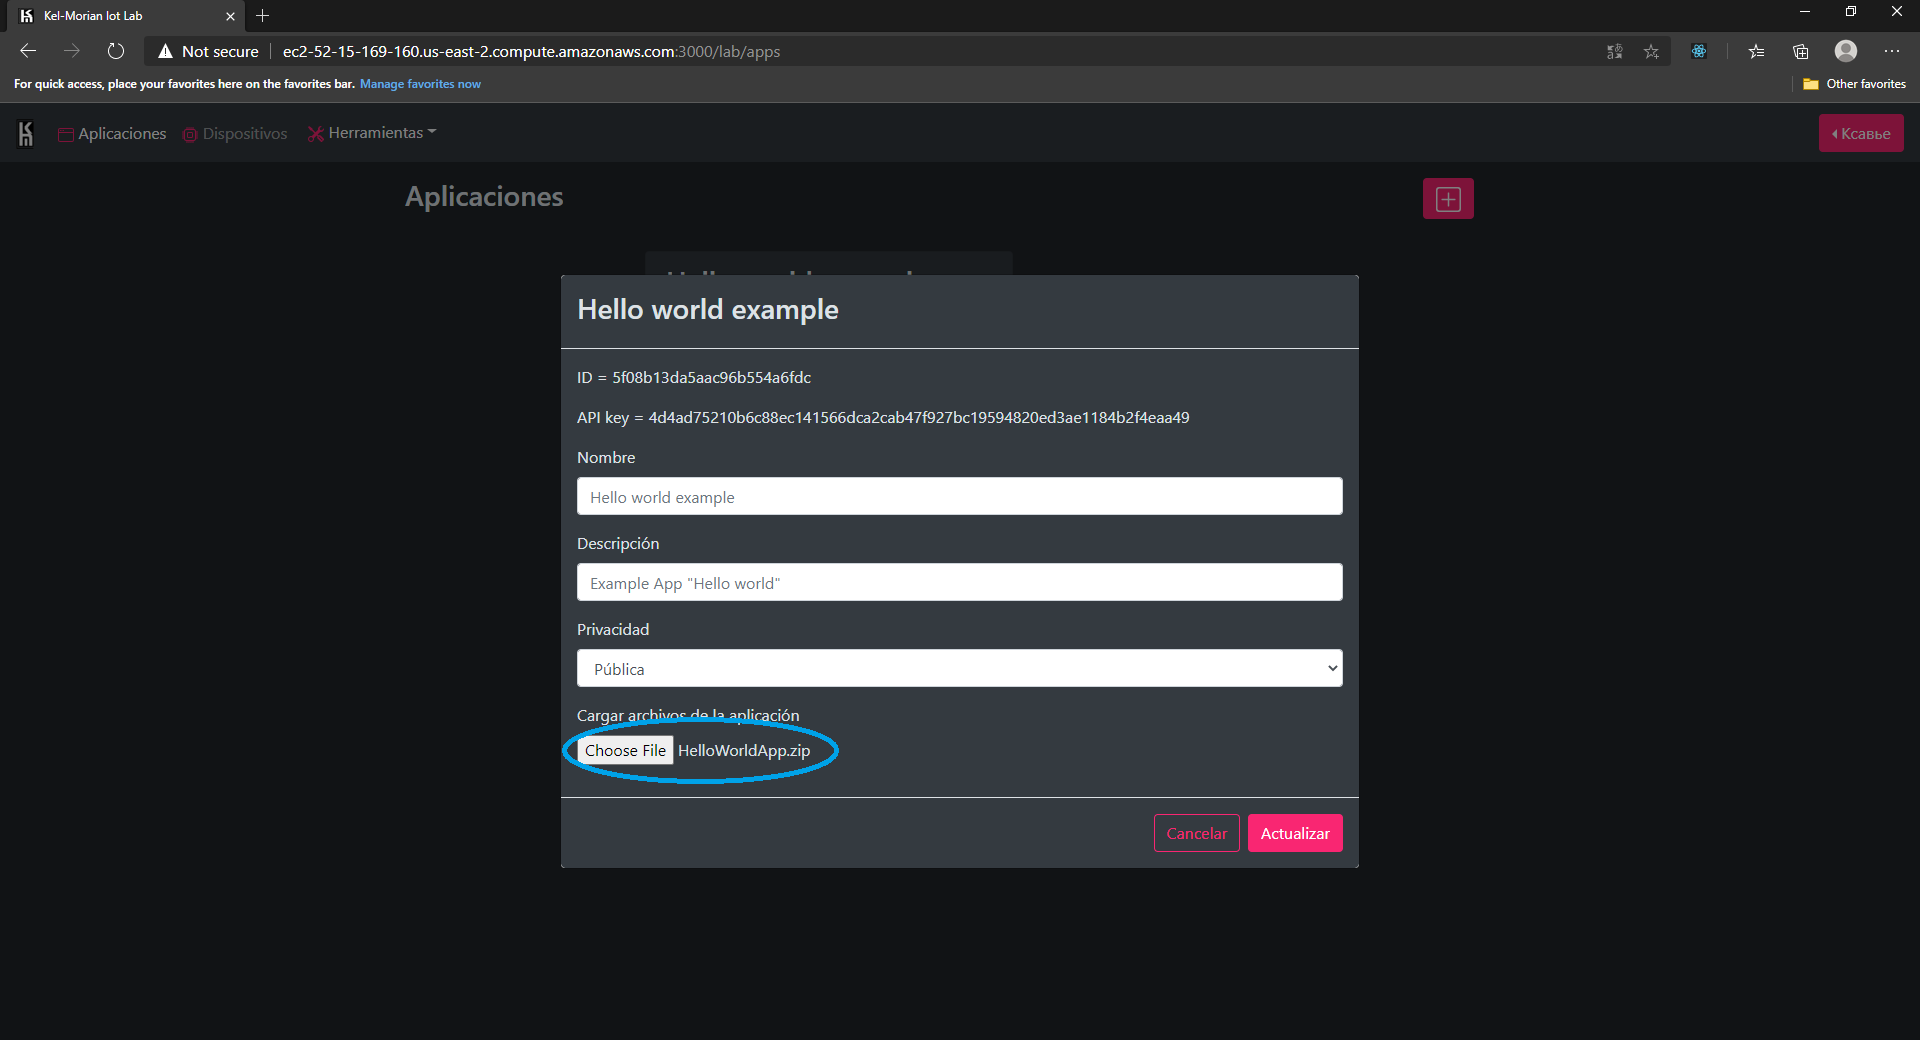 Kel-Morian Iot Lab
Not secure
ec2-52-15-169-160.us-east-2.compute.amazonaws.com:3000/lab/apps
For quick access, place your favorites here on the favorites bar. Manage favorites now
Other favorites
Aplicaciones
Dispositivos
Herramientas
Ксавье
Aplicaciones
Hello world example
ID = 5f08b13da5aac96b554a6fdc
API key = 4d4ad75210b6c88ec141566dca2cab47f927bc19594820ed3ae1184b2f4eaa49
Nombre
Hello world example
Descripción
Example App "Hello world"
Privacidad
Pública
Cargar archivos de la aplicación
Choose File HelloWorldApp.zip
Cancelar
Actualizar